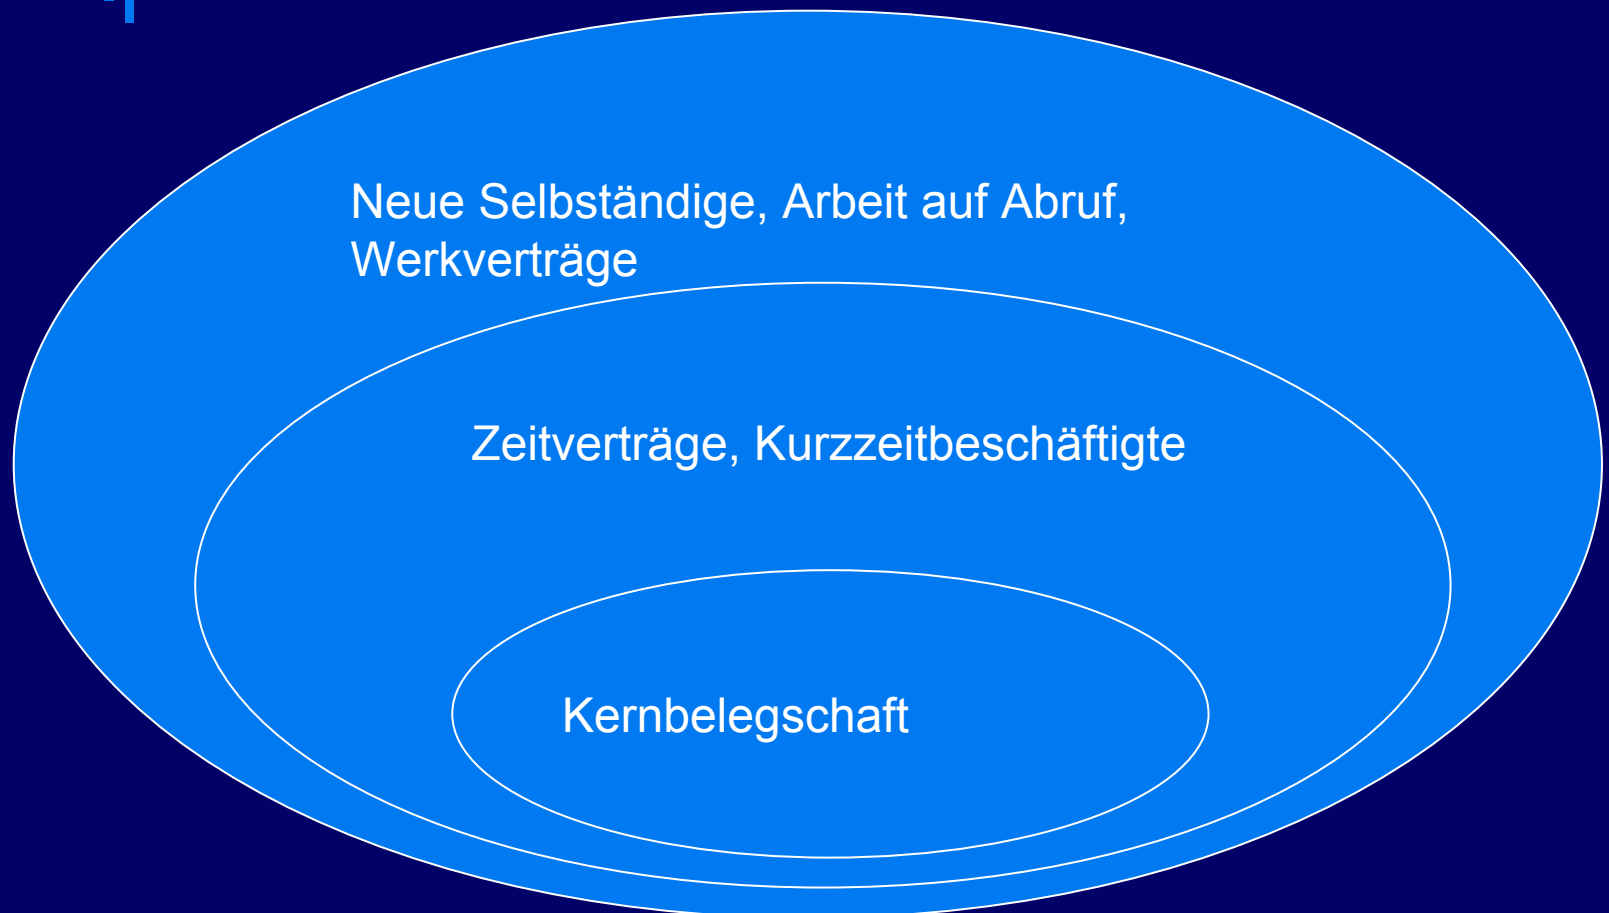 Neue Selbständige, Arbeit auf Abruf,
Werkverträge
Zeitverträge, Kurzzeitbeschäftigte
Kernbelegschaft